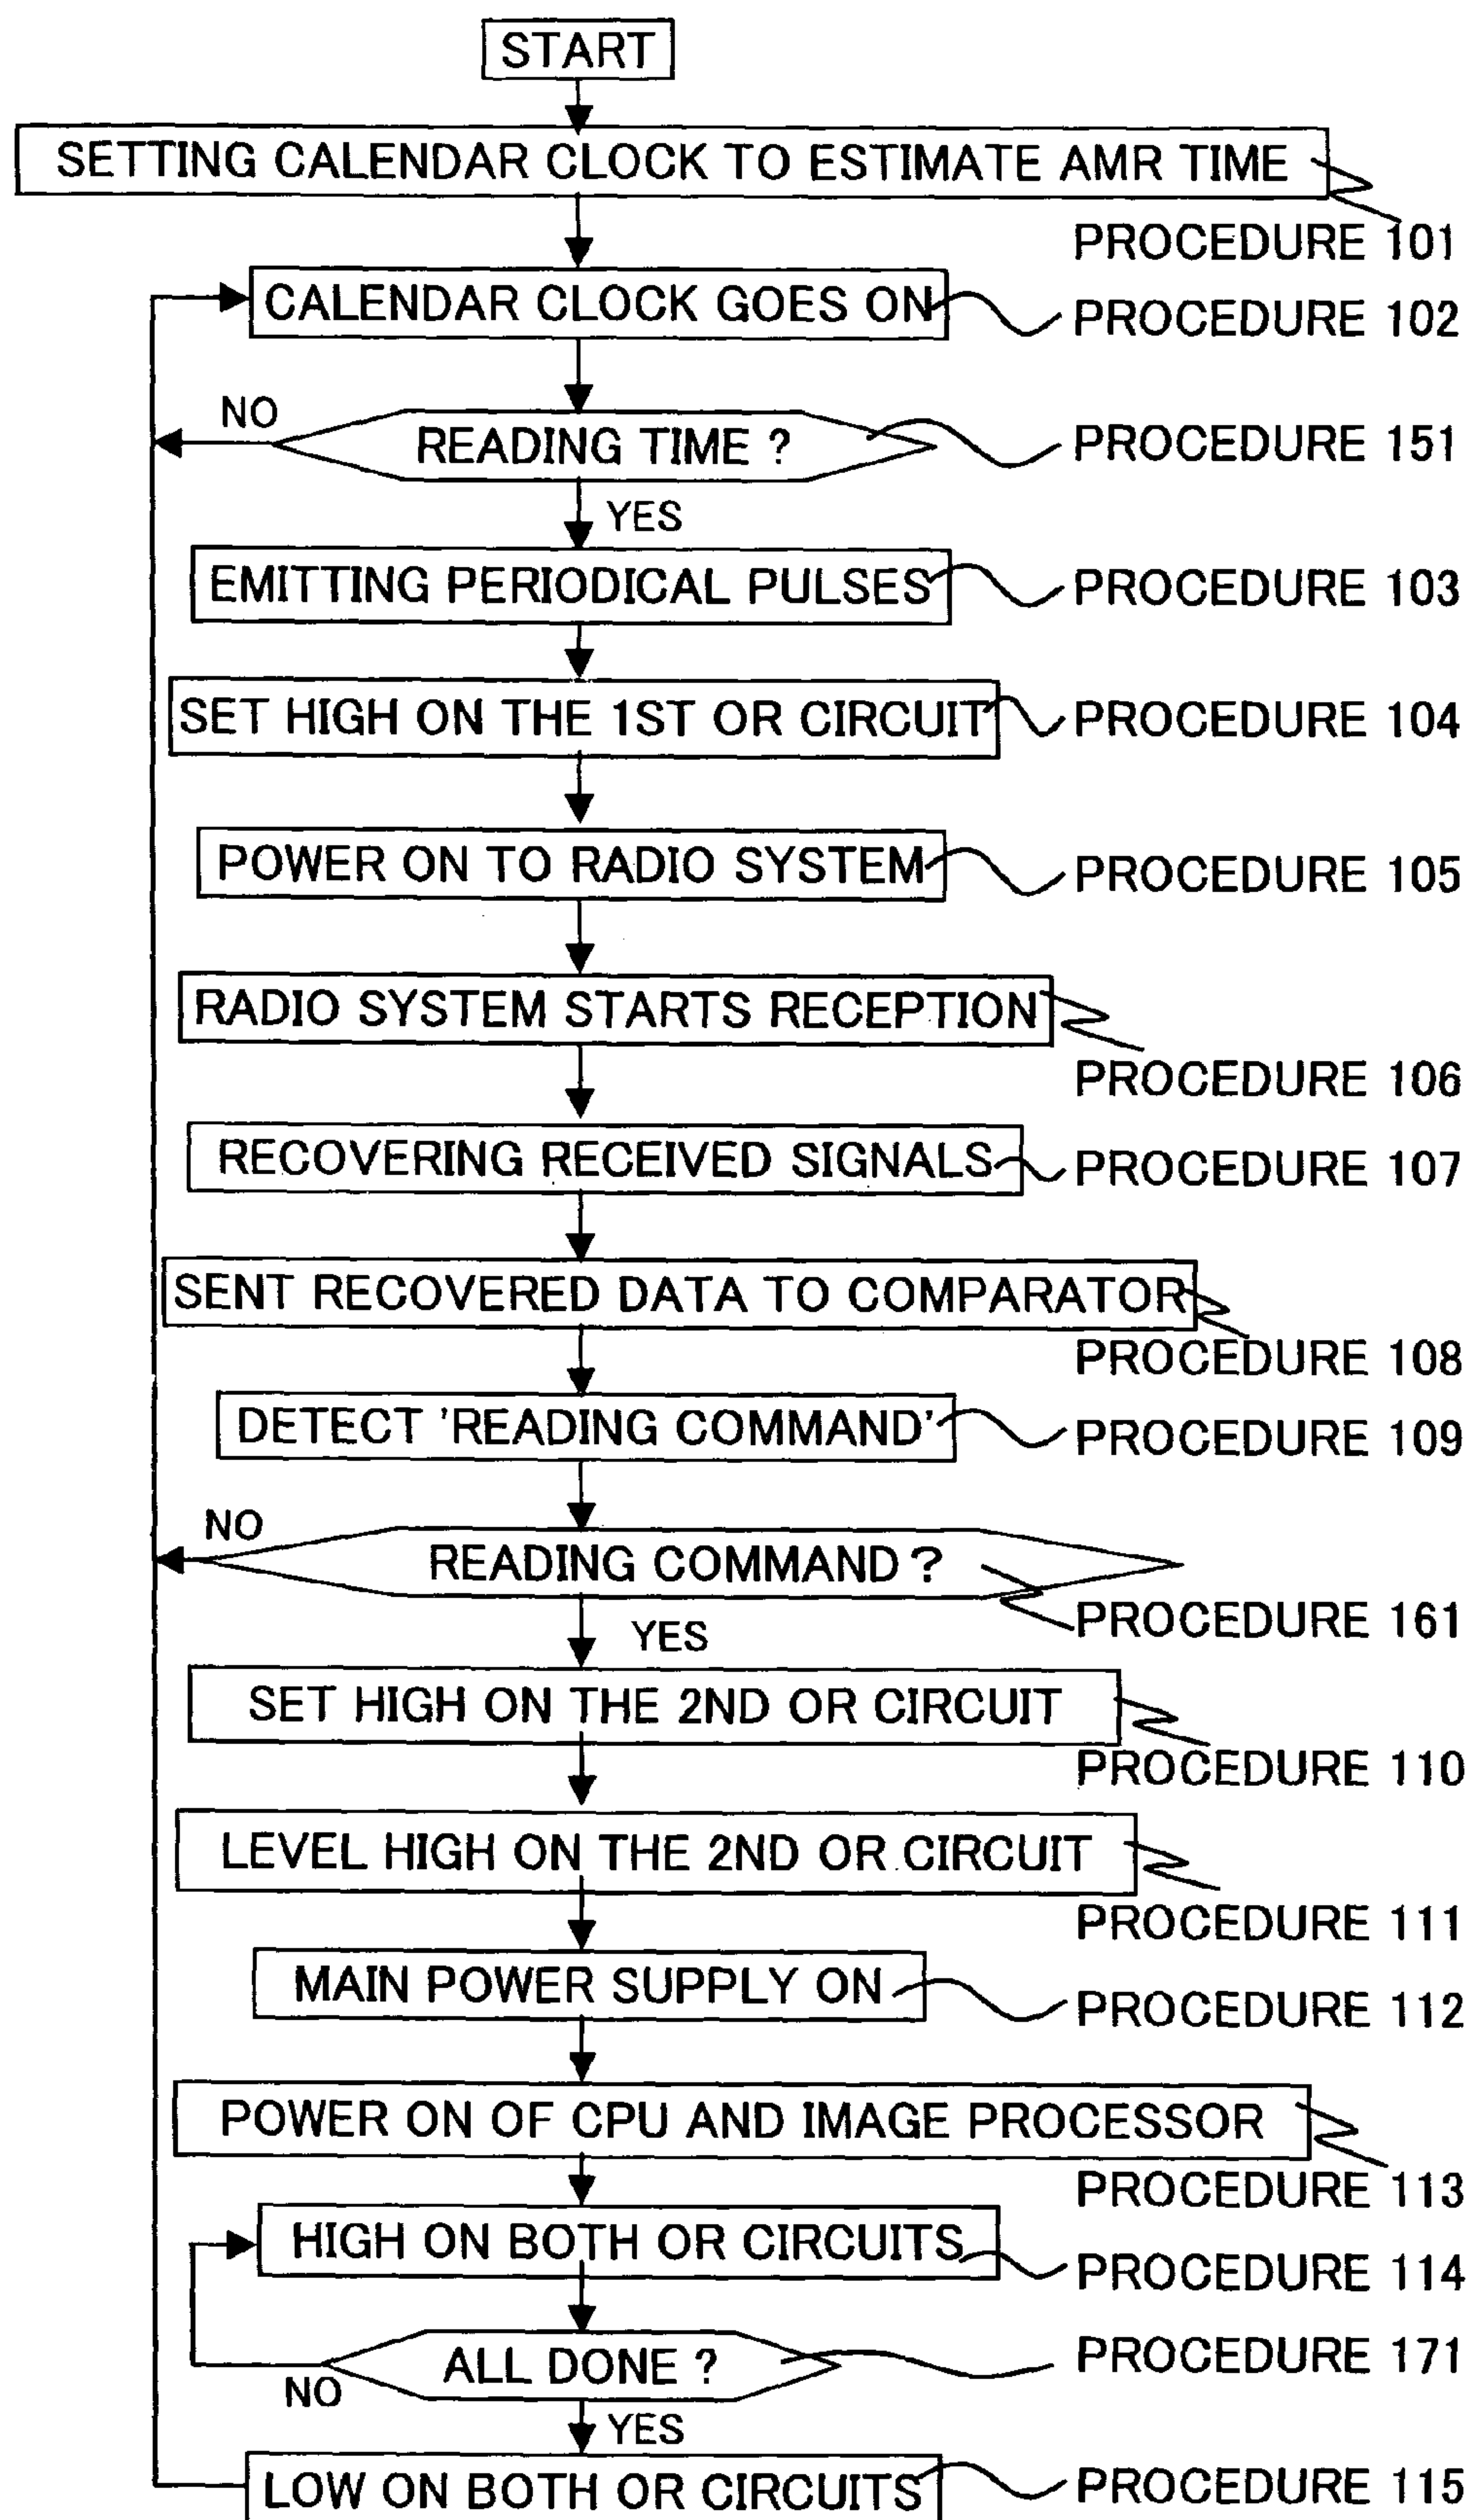 START
SETTING CALENDAR CLOCK TO ESTIMATE AMR TIME
PROCEDURE 101
CALENDAR CLOCK GOES ON
PROCEDURE 102
NO
READING TIME ?
PROCEDURE 151
YES
EMITTING PERIODICAL PULSES
PROCEDURE 103
SET HIGH ON THE 1ST OR CIRCUIT
PROCEDURE 104
POWER ON TO RADIO SYSTEM
PROCEDURE 105
RADIO SYSTEM STARTS RECEPTION
PROCEDURE 106
RECOVERING RECEIVED SIGNALS
PROCEDURE 107
SENT RECOVERED DATA TO COMPARATOR
PROCEDURE 108
DETECT 'READING COMMAND'
PROCEDURE 109
NO
READING COMMAND ?
PROCEDURE 161
YES
SET HIGH ON THE 2ND OR CIRCUIT
PROCEDURE 110
LEVEL HIGH ON THE 2ND OR CIRCUIT
PROCEDURE 111
MAIN POWER SUPPLY ON
PROCEDURE 112
POWER ON OF CPU AND IMAGE PROCESSOR
PROCEDURE 113
HIGH ON BOTH OR CIRCUITS
PROCEDURE 114
ALL DONE ?
PROCEDURE 171
NO
YES
LOW ON BOTH OR CIRCUITS
PROCEDURE 115